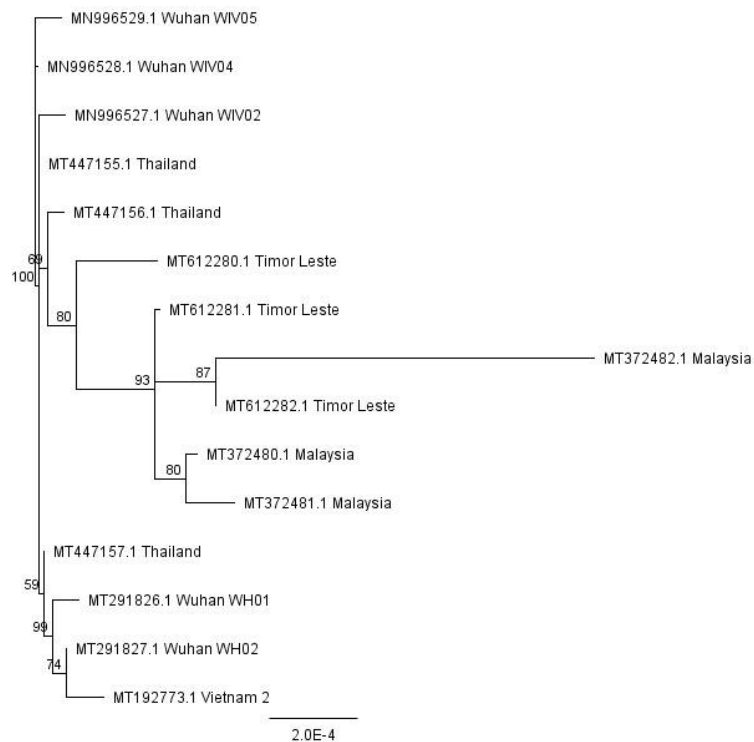 MN996529.1 Wuhan WIV05
MN996528.1 Wuhan WIV04
MN996527.1 Wuhan WIV02
MT447155.1 Thailand
MT447156.1 Thailand
69
MT612280.1 Timor Leste
100
MT612281.1 Timor Leste
80
MT372482.1 Malaysia
87
93
MT612282.1 Timor Leste
MT372480.1 Malaysia
80
MT372481.1 Malaysia
MT447157.1 Thailand
59
MT291826.1 Wuhan WH01
99
MT291827.1 Wuhan WH02
74
MT192773.1 Vietnam 2
2.0E-4